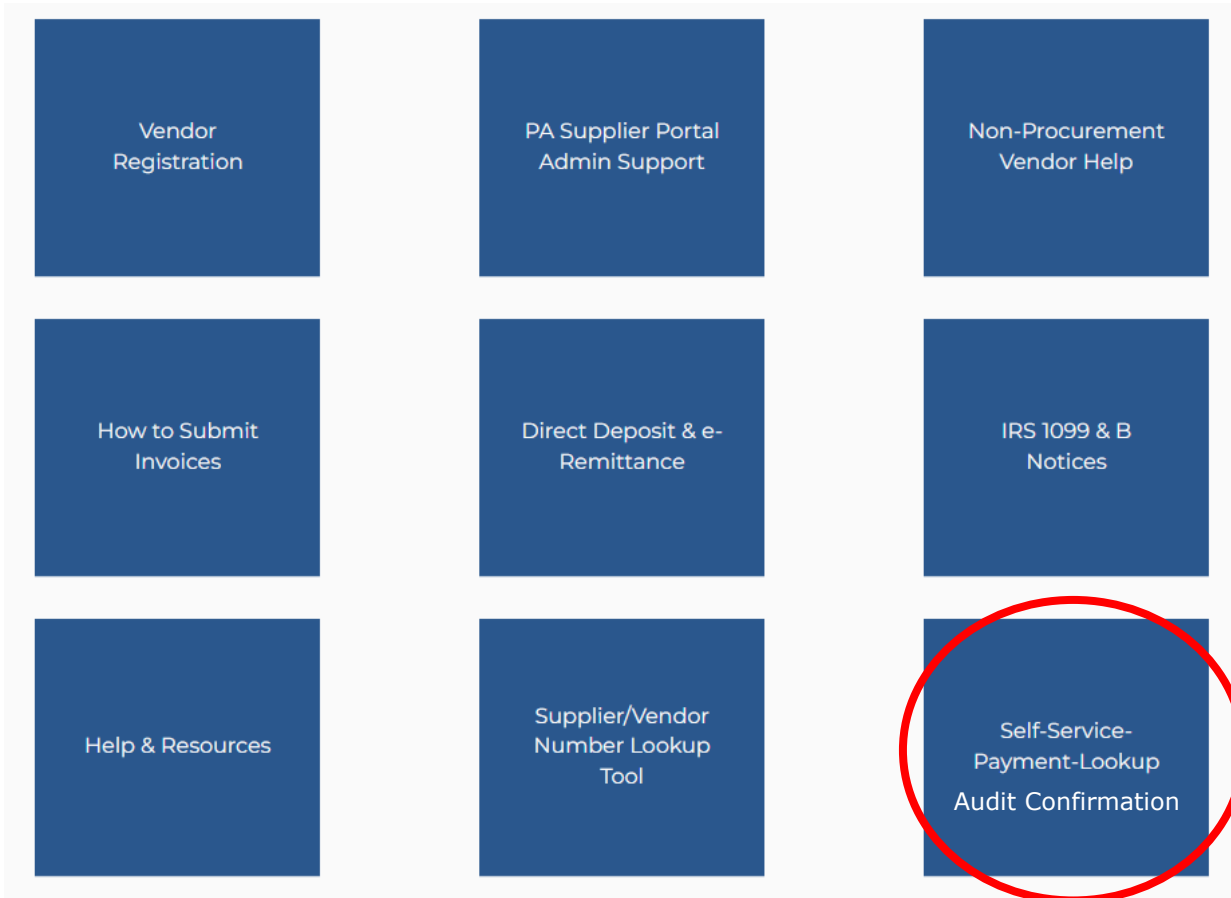 Vendor
Registration
PA Supplier Portal
Admin Support
Non-Procurement
Vendor Help
How to Submit
Invoices
Direct Deposit & e-
Remittance
IRS 1099 & B
Notices
Help & Resources
Supplier/Vendor
Number Lookup
Tool
Self-Service-
Payment-Lookup
Audit Confirmation